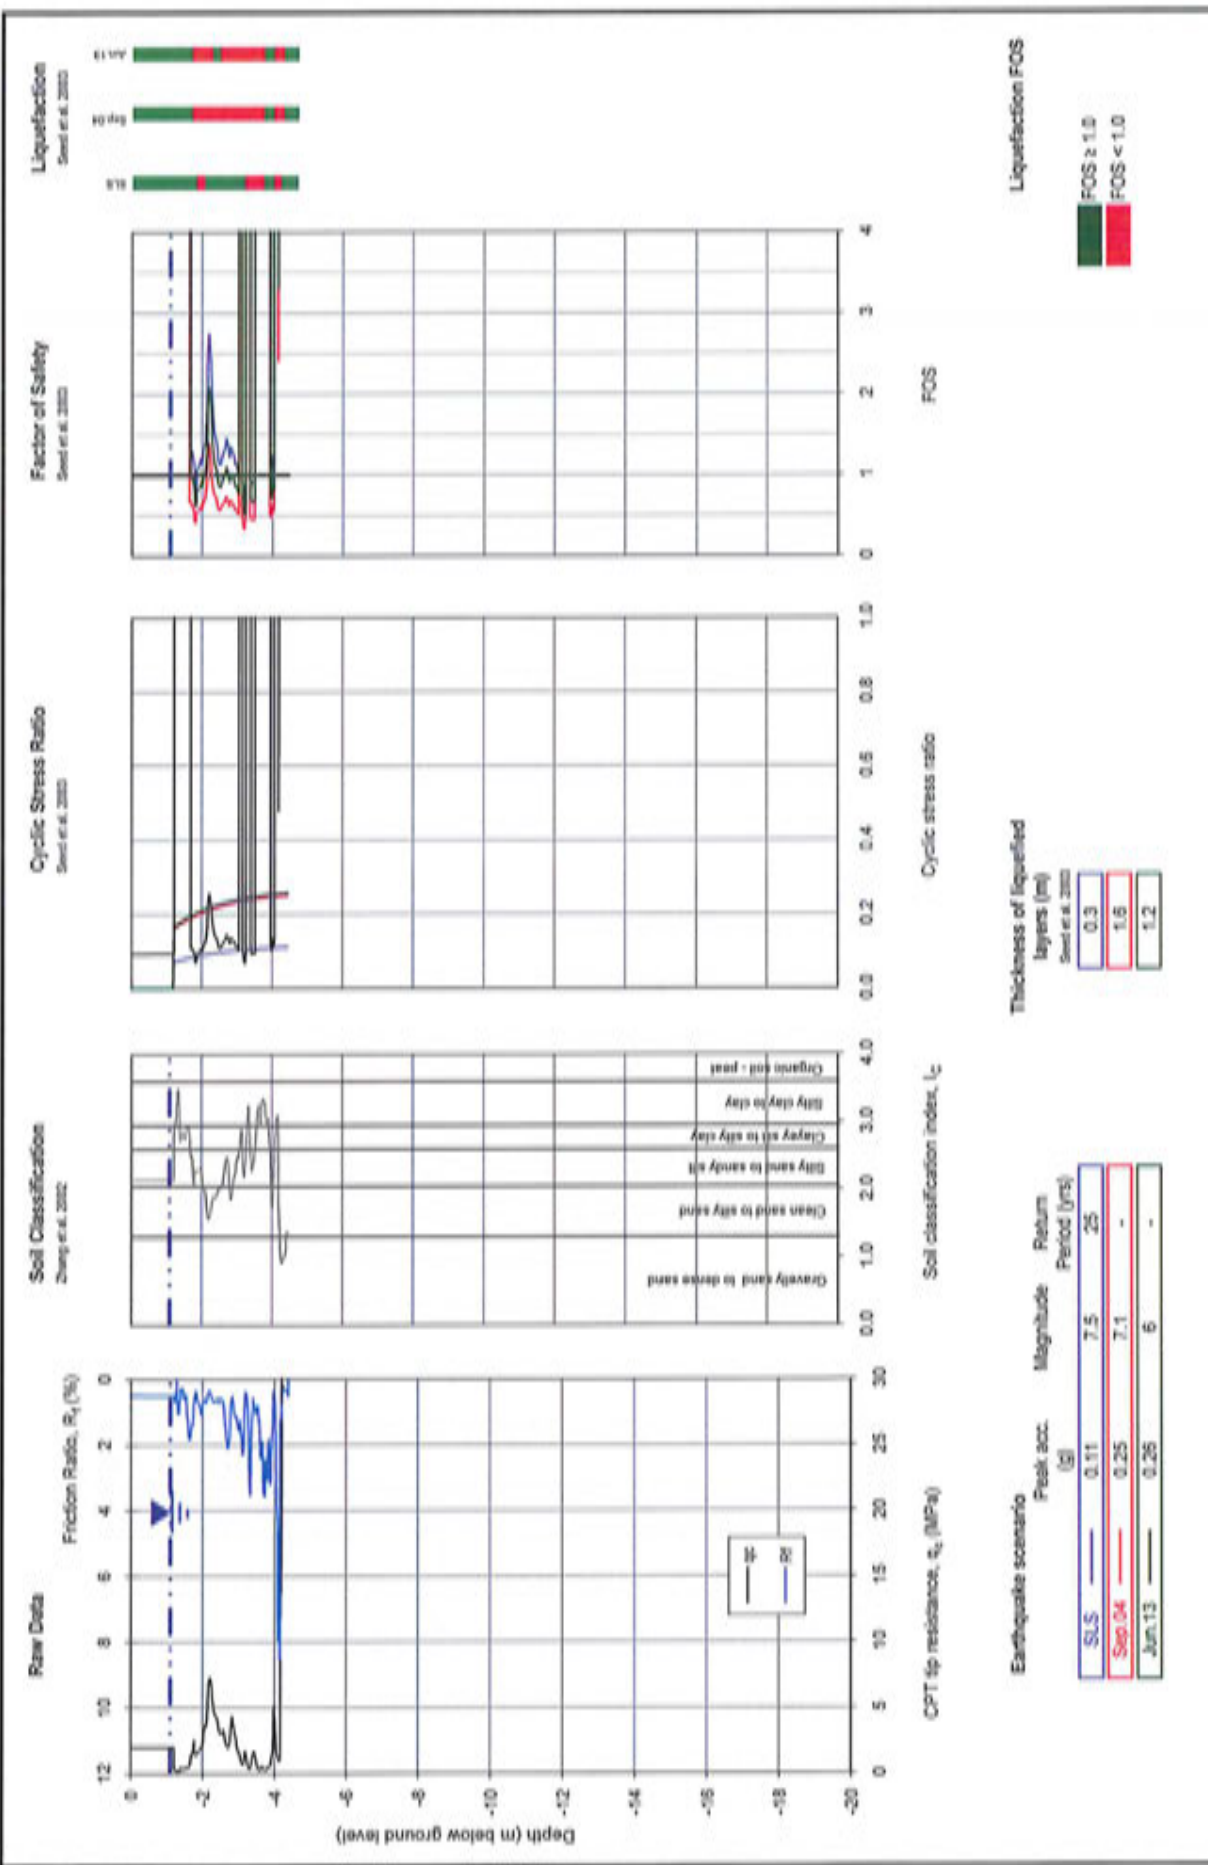 Raw Data
Friction Ratio, Rf (%)
12 10 8 6 4 2 0
0
-2
-4
-6
-8
-10
-12
-14
-16
-18
-20
Depth (m below ground level)
qc
Rf
0 5 10 15 20 25 30
CPT tip resistance, qc (MPa)
Soil Classification
Zhang et al. 2002
Gravelly sand to dense sand
Clean sand to silty sand
Silty sand to sandy silt
Clayey silt to silty clay
Silty clay to clay
Organic soil - peat
0.0 1.0 2.0 3.0 4.0
Soil classification index, IC
Cyclic Stress Ratio
Seed et al. 2003
0.0 0.2 0.4 0.6 0.8 1.0
Cyclic stress ratio
Factor of Safety
Seed et al. 2003
0 1 2 3 4
FOS
Liquefaction
Seed et al. 2003
SLS Sep.04 Jun.13
Earthquake scenario
Peak acc. (g) Magnitude Return Period (yrs)
SLS 0.11 7.5 25
Sep.04 0.25 7.1 -
Jun.13 0.26 6 -
Thickness of liquefied
layers (m)
Seed et al. 2003
0.3
1.6
1.2
Liquefaction FOS
FOS ≥ 1.0
FOS < 1.0